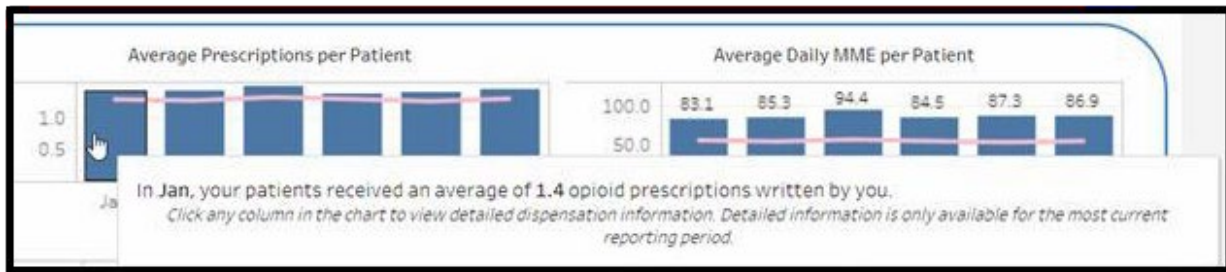 Average Prescriptions per Patient
Average Daily MME per Patient
1.0
0.5
100.0
50.0
83.1 85.3 94.4 84.5 87.3 86.9
Ja
In Jan, your patients received an average of 1.4 opioid prescriptions written by you.
Click any column in the chart to view detailed dispensation information. Detailed information is only available for the most current
reporting period.